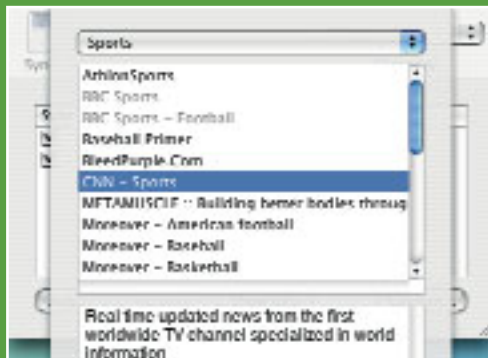 Sports
AthlonSports
BBC Sports
BBC Sports – Football
Baseball Primer
BleedPurple.Com
CNN – Sports
METAMUSCLE :: Building better bodies throug
Moreover – American football
Moreover – Baseball
Moreover – Basketball
Real time updated news from the first
worldwide TV channel specialized in world
information